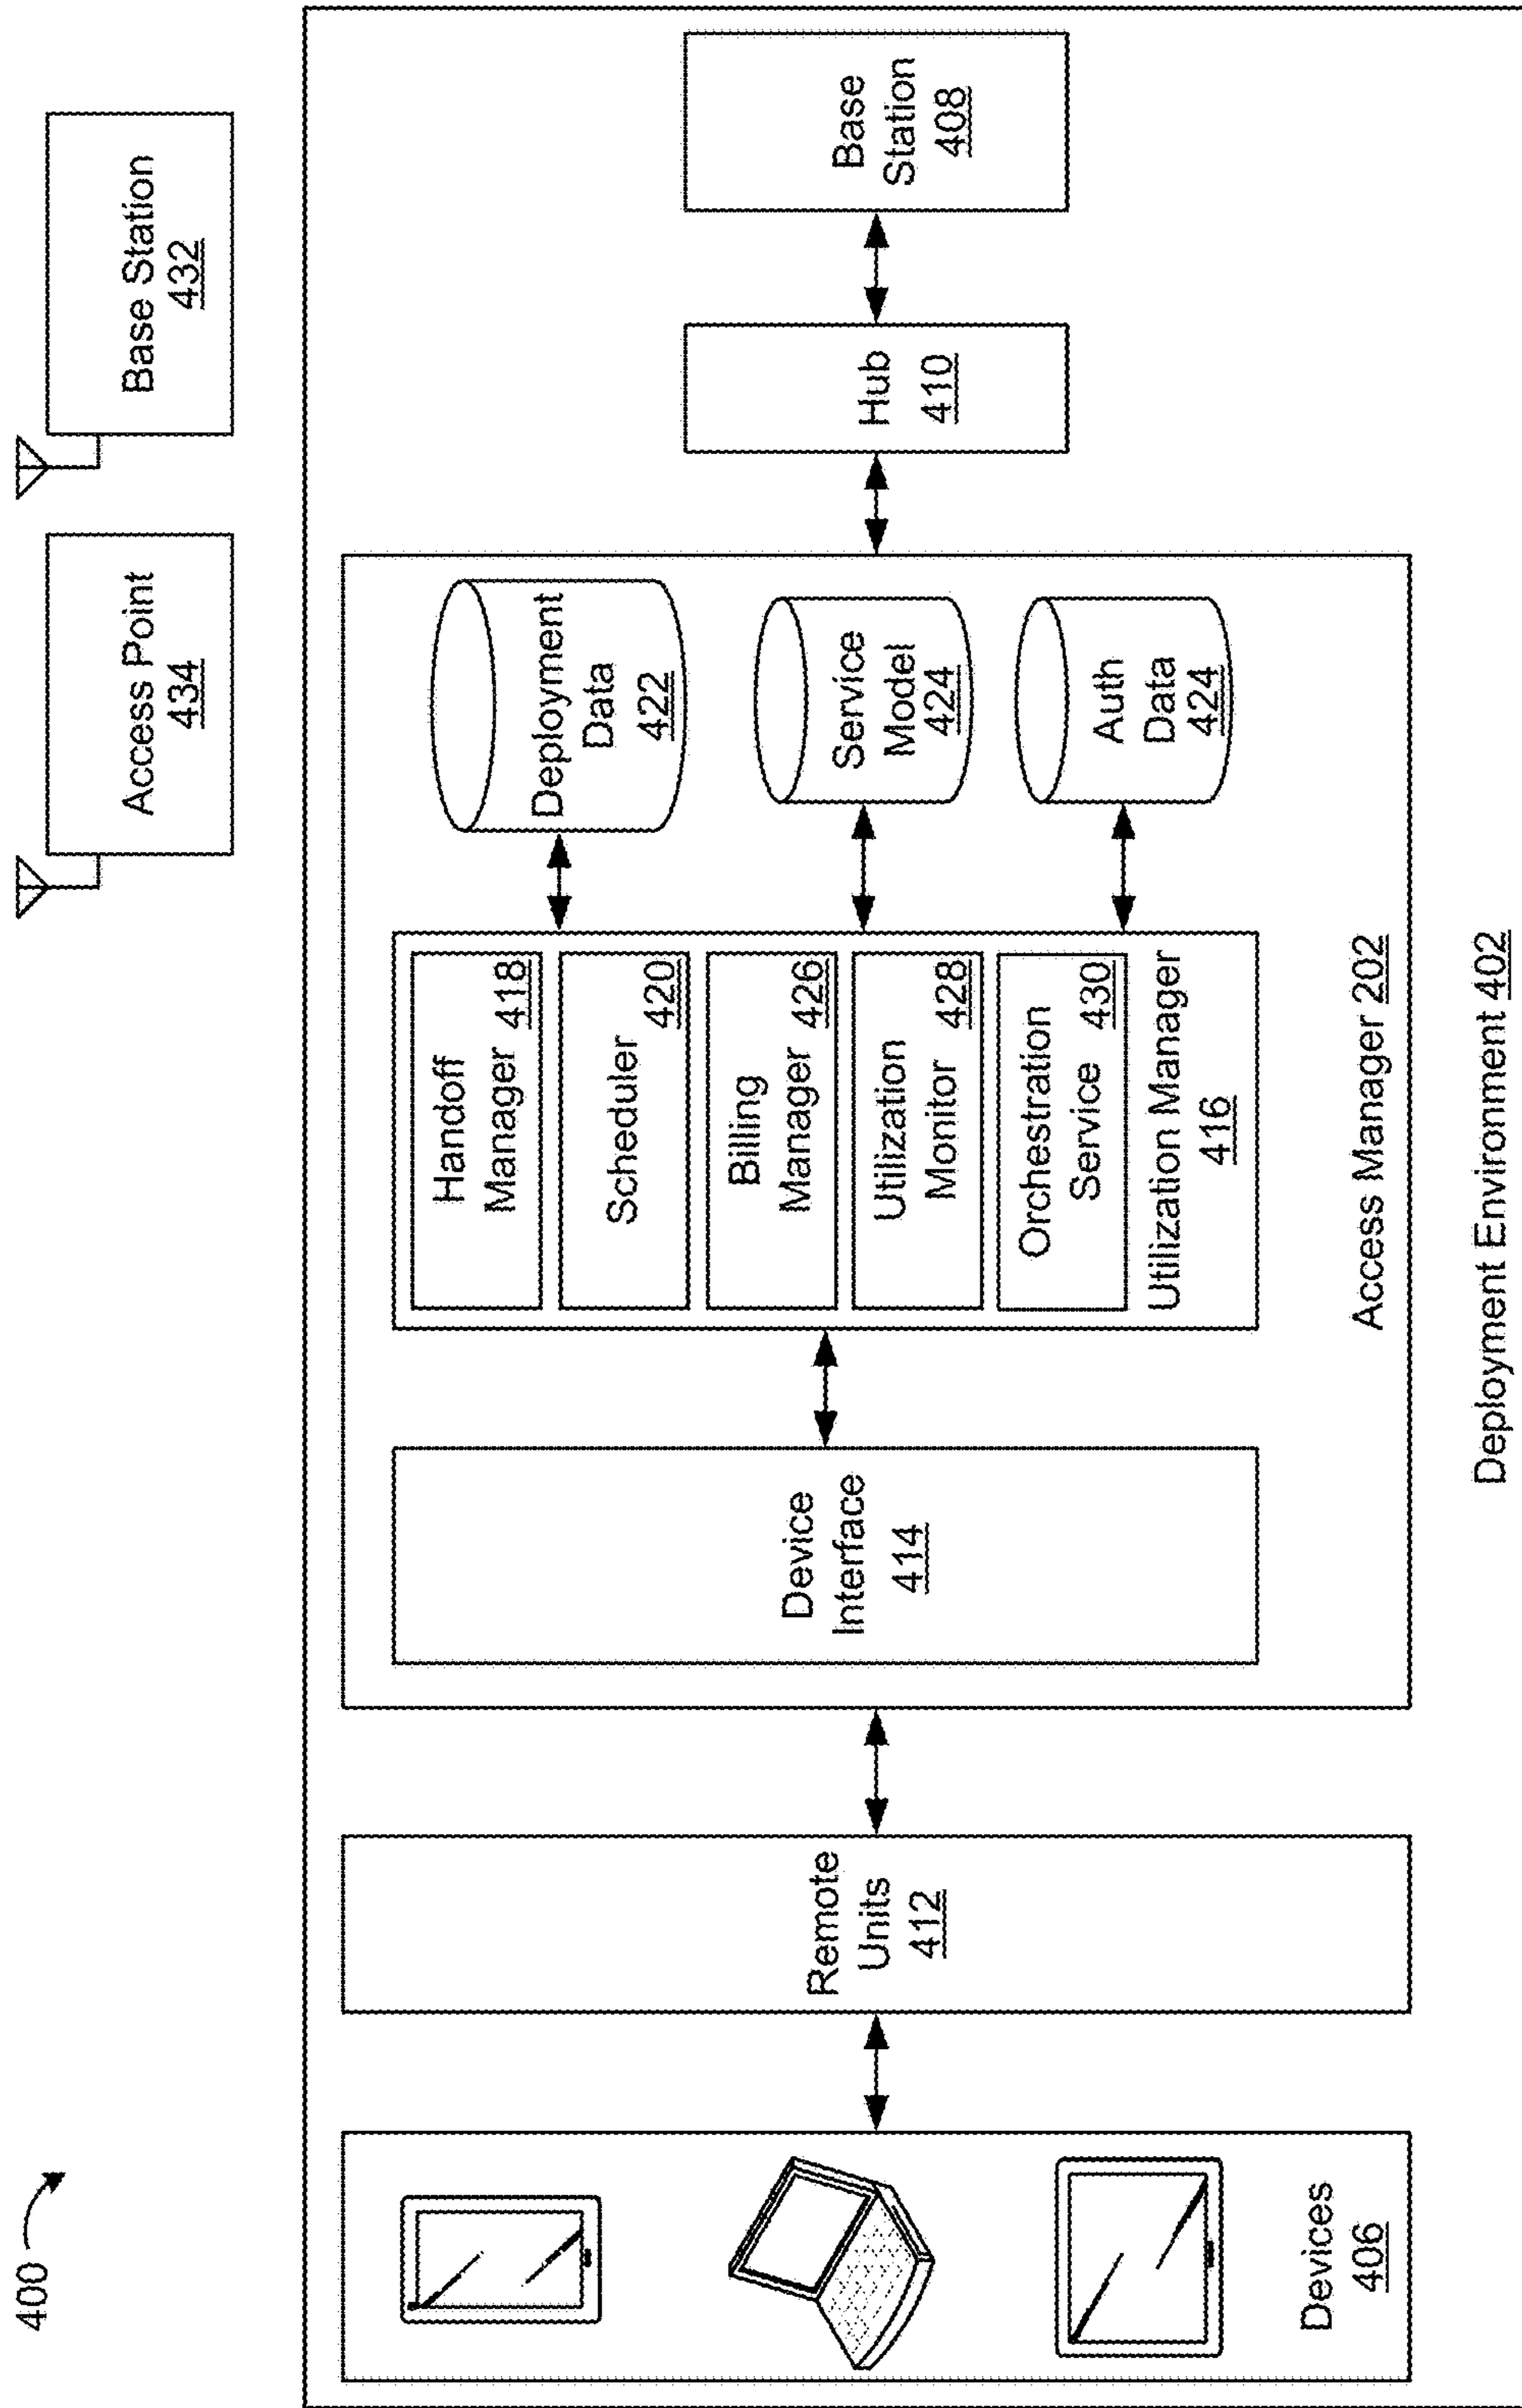 400
Access Point
434
Base Station
432
Devices
406
Remote
Units
412
Device
Interface
414
Handoff
Manager 418
Scheduler
420
Billing
Manager 426
Utilization
Monitor 428
Orchestration
Service 430
Utilization Manager
416
Deployment
Data
422
Service
Model
424
Auth
Data
424
Access Manager 202
Hub
410
Base
Station
408
Deployment Environment 402